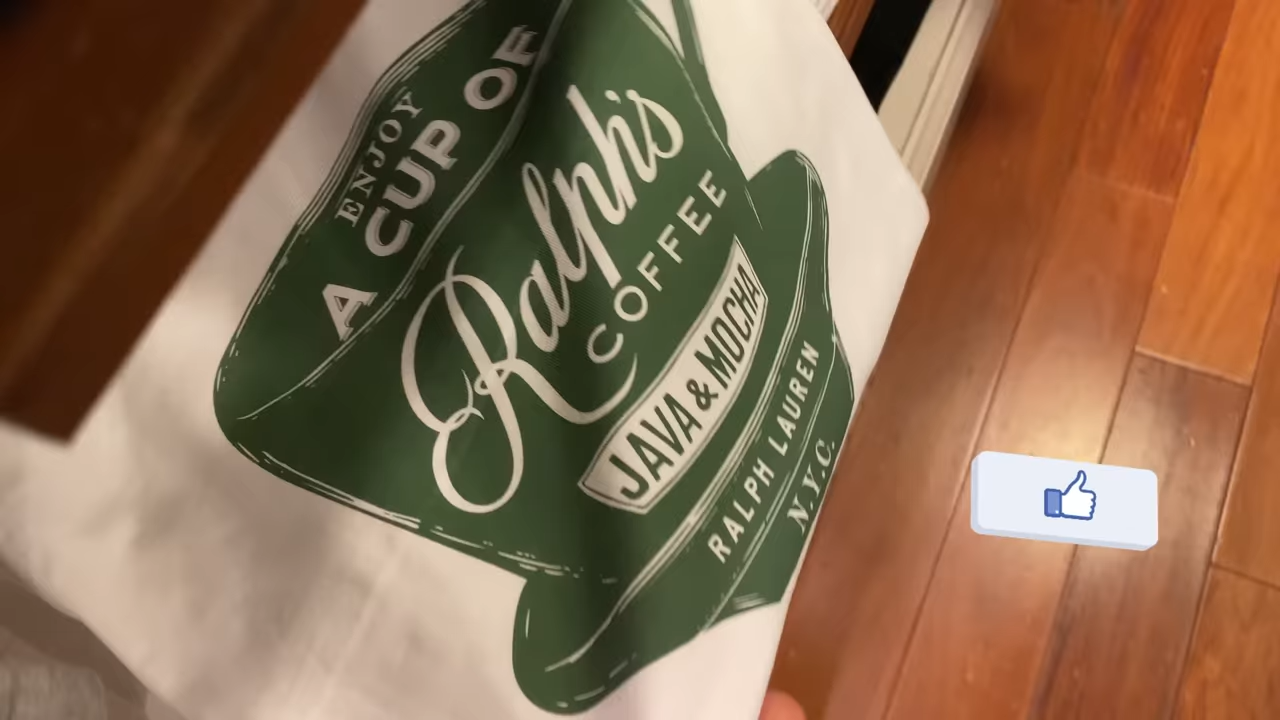 ENJOY
A CUP OF
Ralph's
COFFEE
JAVA & MOCHA
RALPH LAUREN
N.Y.C.